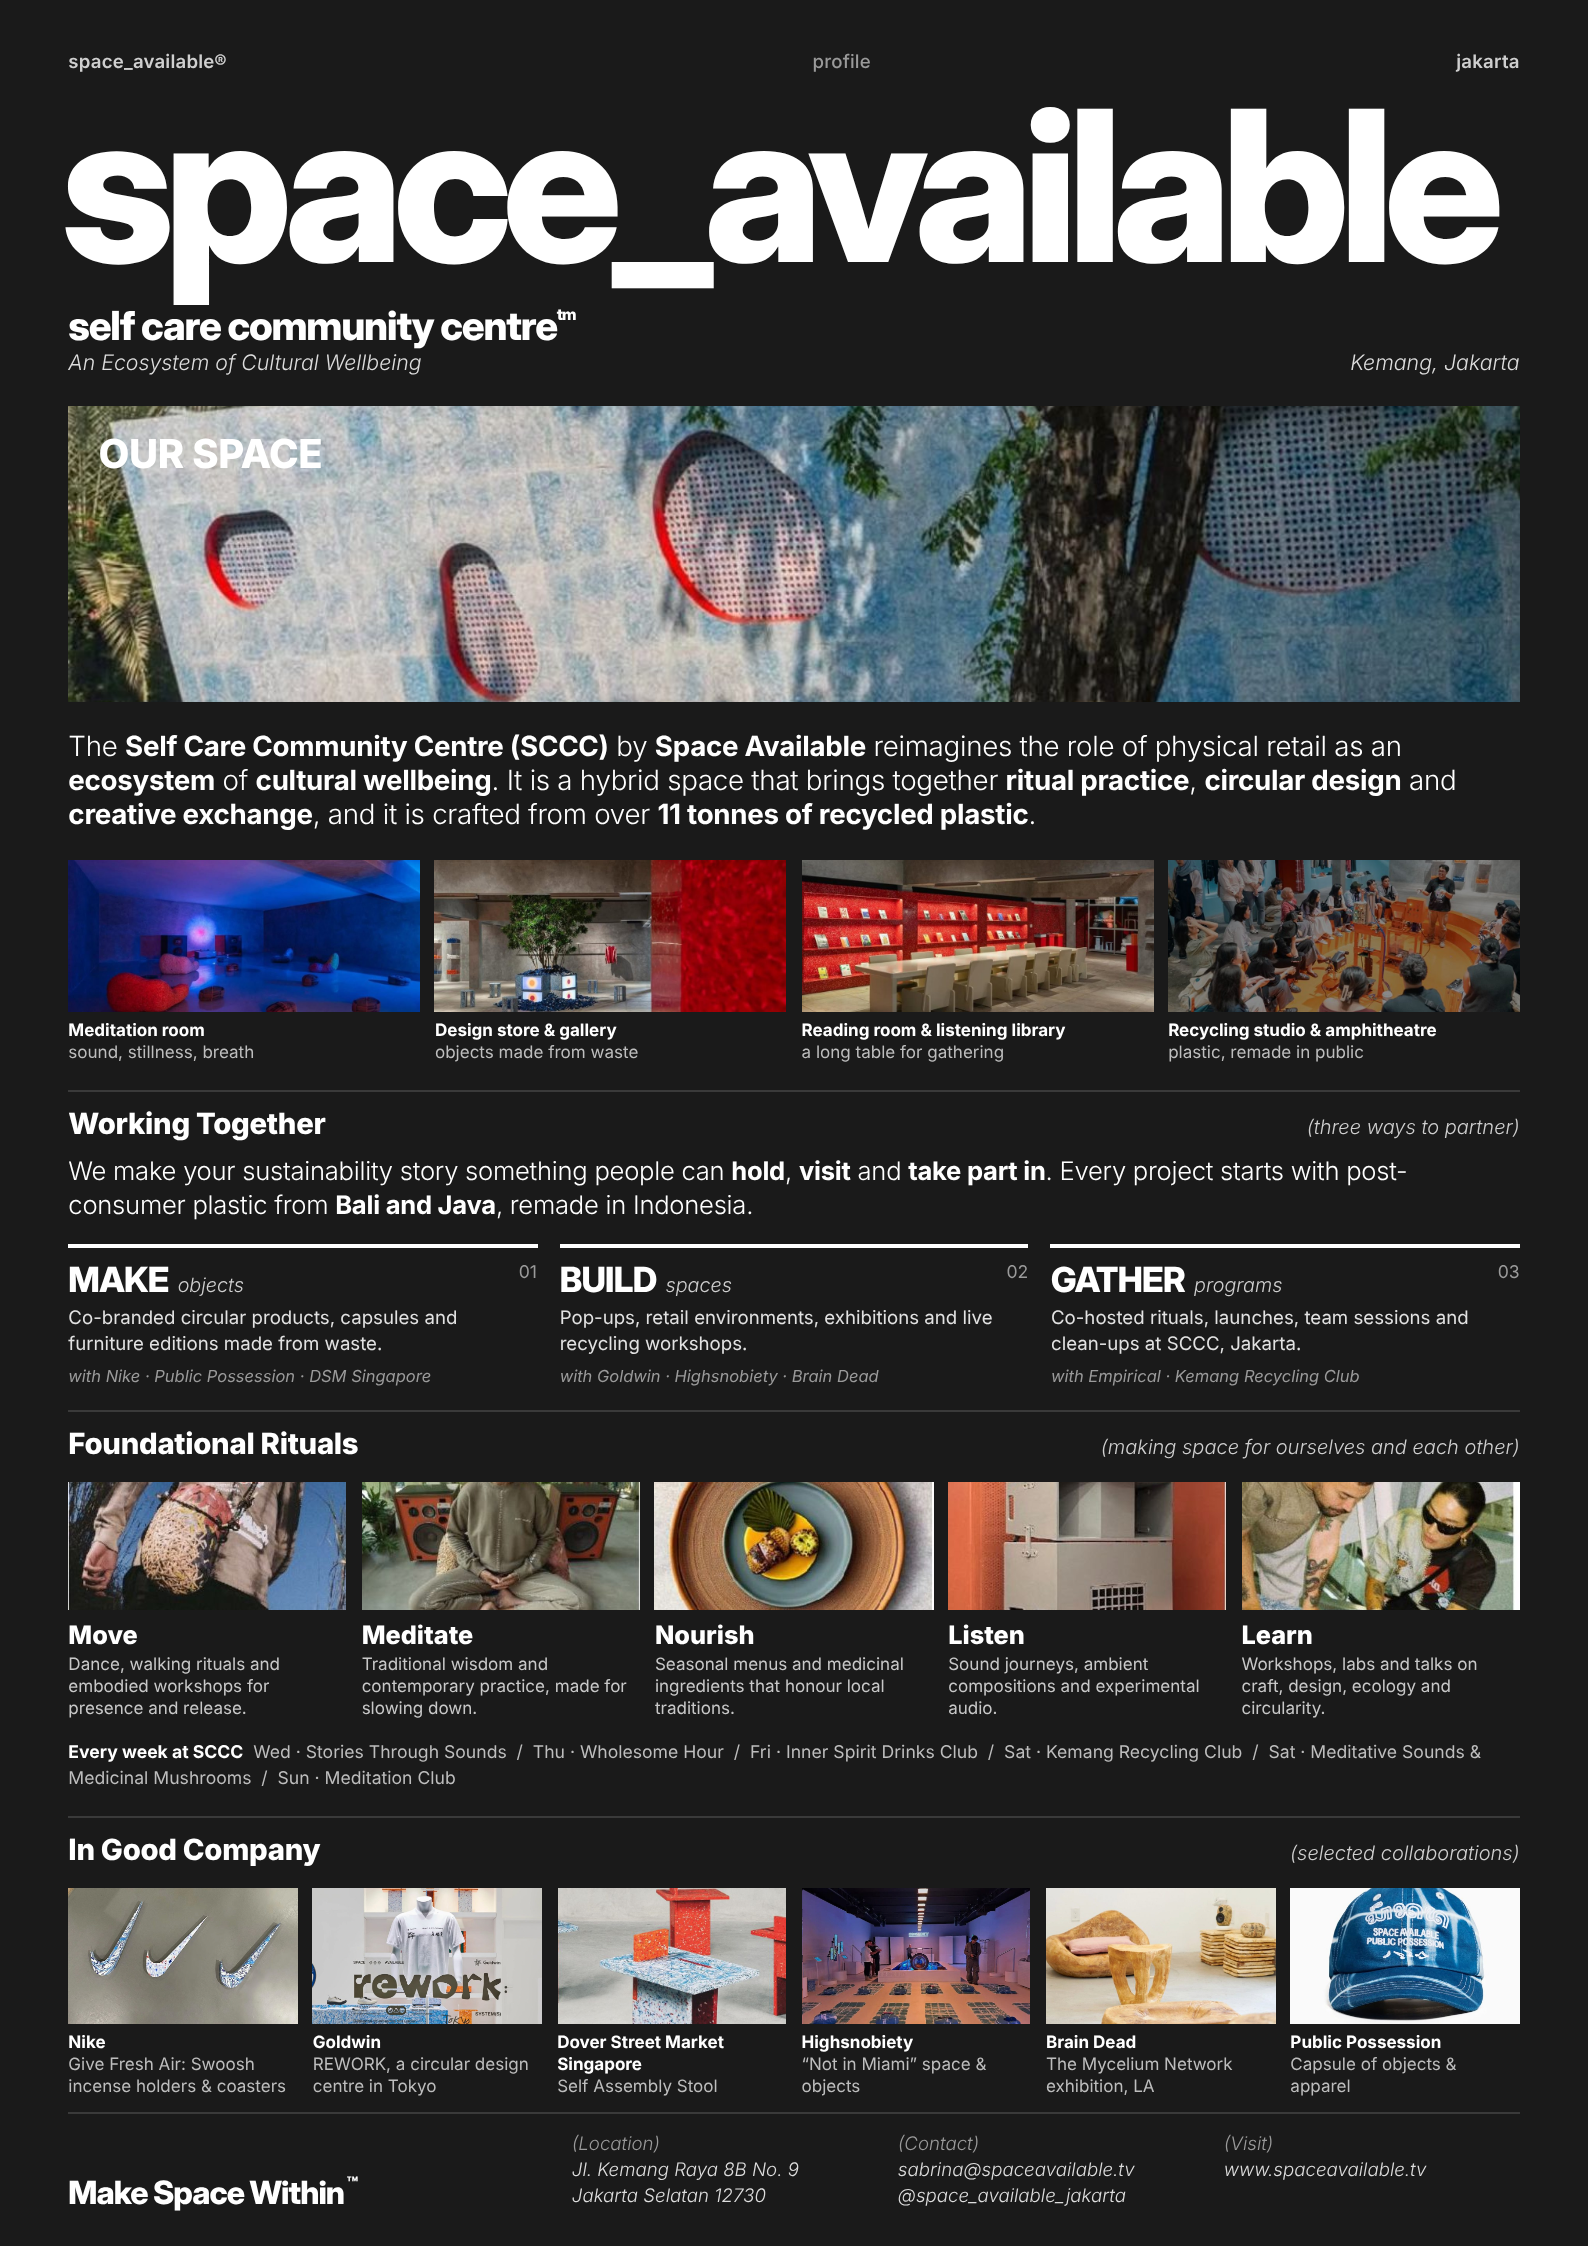 space_available®
profile
jakarta
space_available
self care community centre™
An Ecosystem of Cultural Wellbeing
Kemang, Jakarta
OUR SPACE
The Self Care Community Centre (SCCC) by Space Available reimagines the role of physical retail as an
ecosystem of cultural wellbeing. It is a hybrid space that brings together ritual practice, circular design and
creative exchange, and it is crafted from over 11 tonnes of recycled plastic.
Meditation room
sound, stillness, breath
Design store & gallery
objects made from waste
Reading room & listening library
a long table for gathering
Recycling studio & amphitheatre
plastic, remade in public
Working Together
(three ways to partner)
We make your sustainability story something people can hold, visit and take part in. Every project starts with post-
consumer plastic from Bali and Java, remade in Indonesia.
MAKE objects
01
Co-branded circular products, capsules and
furniture editions made from waste.
with Nike · Public Possession · DSM Singapore
BUILD spaces
02
Pop-ups, retail environments, exhibitions and live
recycling workshops.
with Goldwin · Highsnobiety · Brain Dead
GATHER programs
03
Co-hosted rituals, launches, team sessions and
clean-ups at SCCC, Jakarta.
with Empirical · Kemang Recycling Club
Foundational Rituals
(making space for ourselves and each other)
Move
Dance, walking rituals and
embodied workshops for
presence and release.
Meditate
Traditional wisdom and
contemporary practice, made for
slowing down.
Nourish
Seasonal menus and medicinal
ingredients that honour local
traditions.
Listen
Sound journeys, ambient
compositions and experimental
audio.
Learn
Workshops, labs and talks on
craft, design, ecology and
circularity.
Every week at SCCC Wed · Stories Through Sounds / Thu · Wholesome Hour / Fri · Inner Spirit Drinks Club / Sat · Kemang Recycling Club / Sat · Meditative Sounds &
Medicinal Mushrooms / Sun · Meditation Club
In Good Company
(selected collaborations)
rework:
SPACE AVAILABLE
PUBLIC POSSESSION
Nike
Give Fresh Air: Swoosh
incense holders & coasters
Goldwin
REWORK, a circular design
centre in Tokyo
Dover Street Market
Singapore
Self Assembly Stool
Highsnobiety
“Not in Miami” space &
objects
Brain Dead
The Mycelium Network
exhibition, LA
Public Possession
Capsule of objects &
apparel
Make Space Within™
(Location)
Jl. Kemang Raya 8B No. 9
Jakarta Selatan 12730
(Contact)
sabrina@spaceavailable.tv
@space_available_jakarta
(Visit)
www.spaceavailable.tv